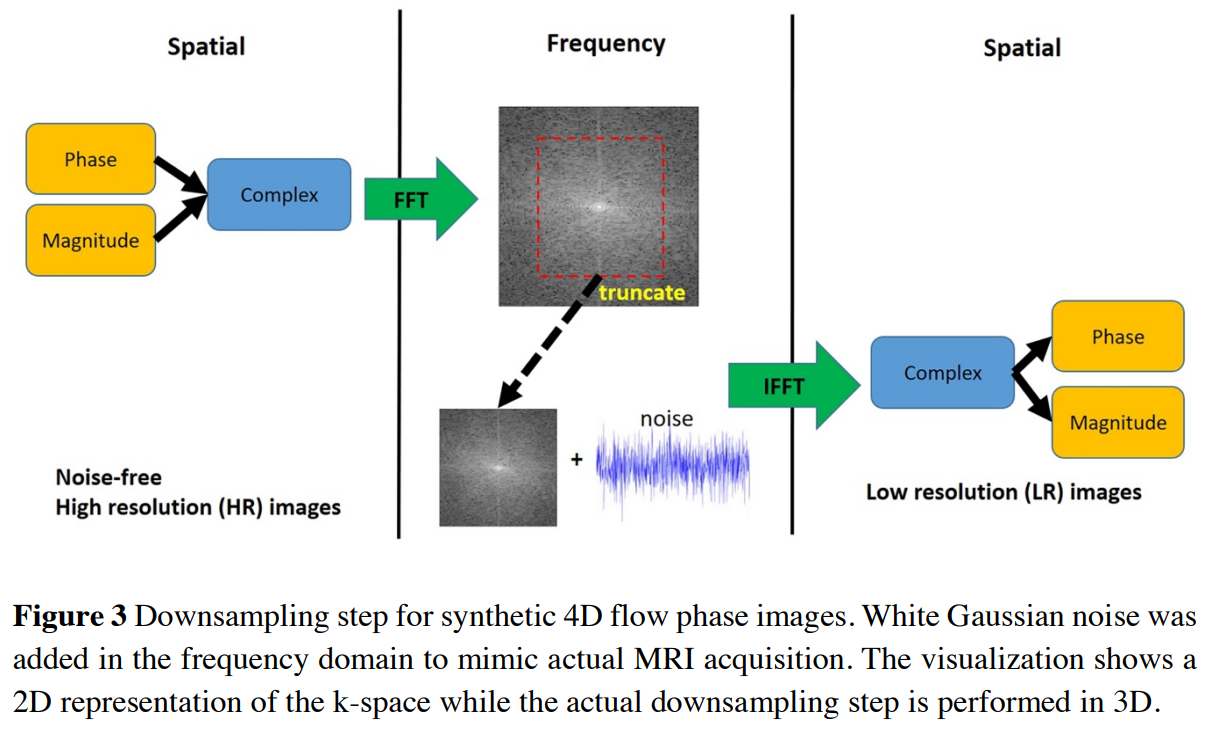 Spatial
Frequency
Spatial
Phase
Magnitude
Complex
FFT
truncate
noise
+
IFFT
Complex
Phase
Magnitude
Noise-free
High resolution (HR) images
Low resolution (LR) images
Figure 3 Downsampling step for synthetic 4D flow phase images. White Gaussian noise was
added in the frequency domain to mimic actual MRI acquisition. The visualization shows a
2D representation of the k-space while the actual downsampling step is performed in 3D.